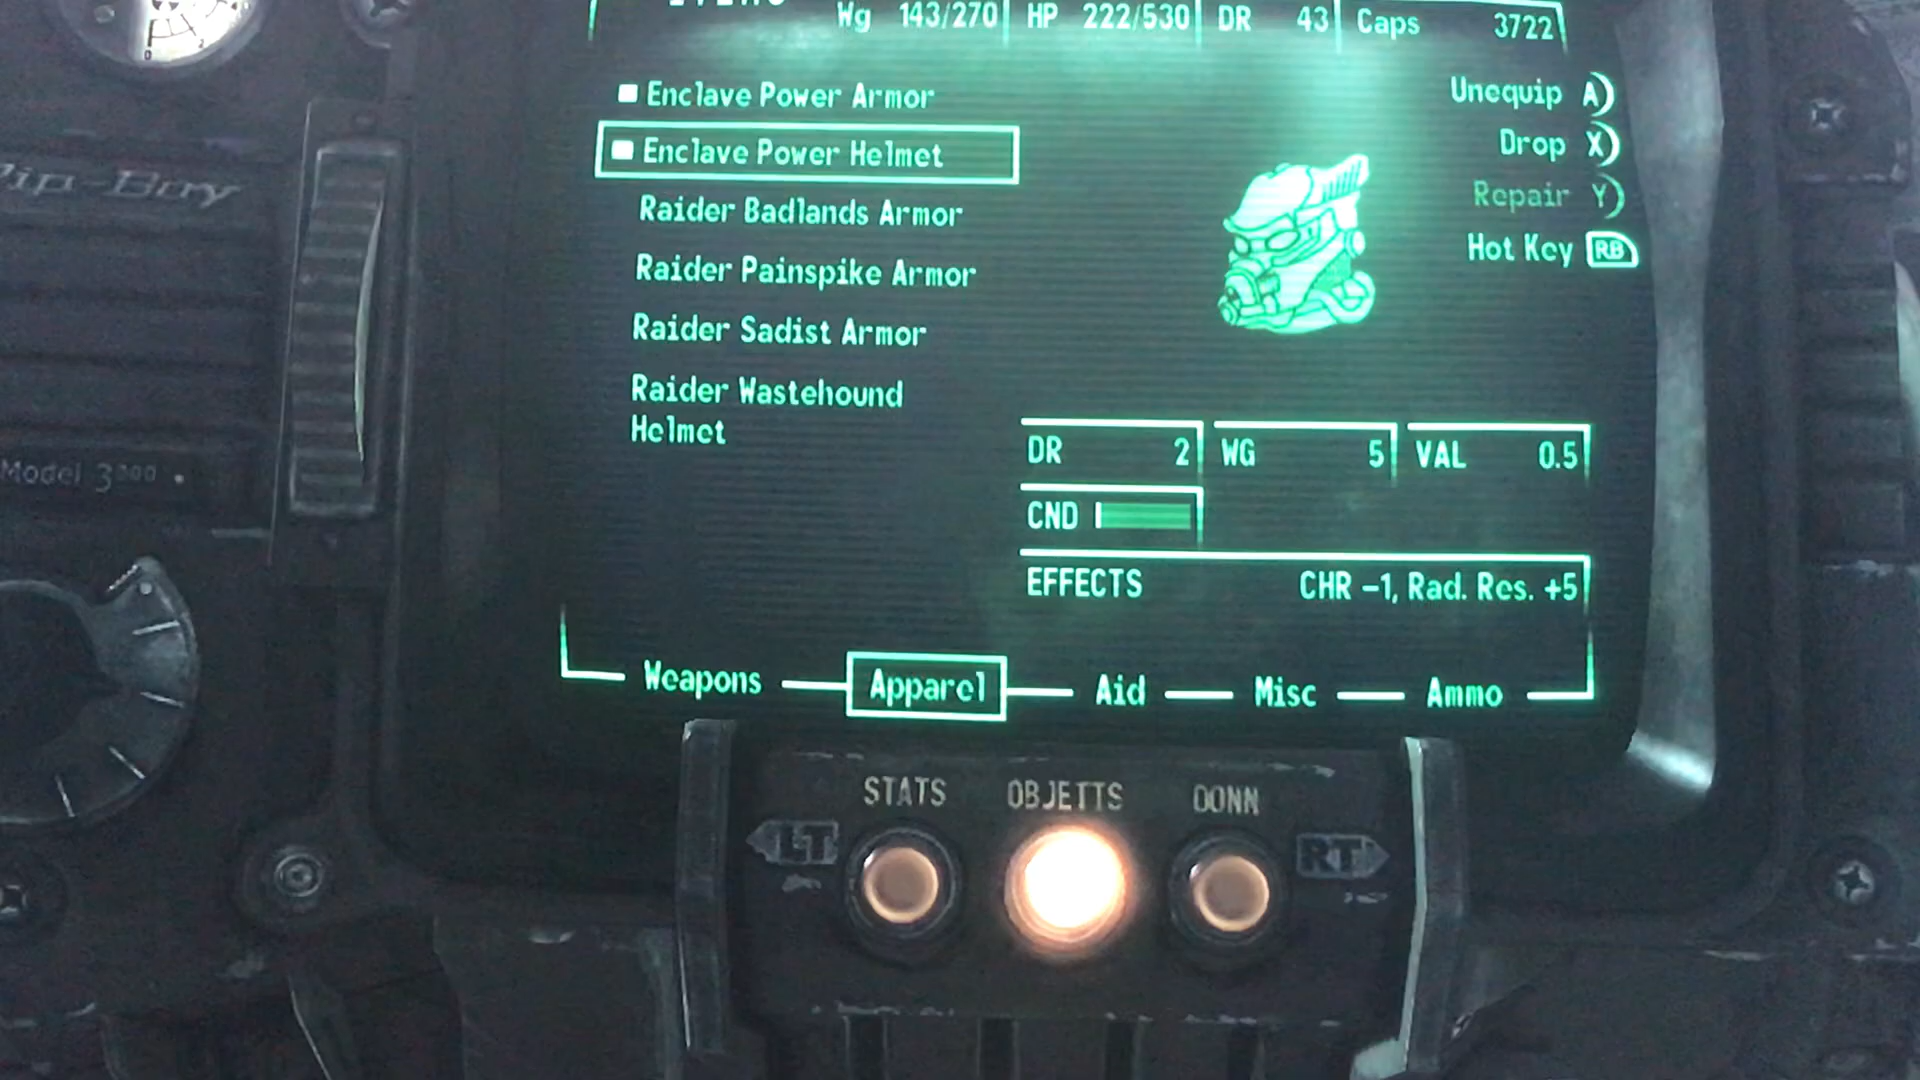 Wg 143/270 HP 222/530 DR 43 Caps 3722
Enclave Power Armor
Enclave Power Helmet
Raider Badlands Armor
Raider Painspike Armor
Raider Sadist Armor
Raider Wastehound
Helmet
Unequip A)
Drop X)
Repair Y)
Hot Key RB
DR 2 WG 5 VAL 0.5
CND
EFFECTS CHR -1, Rad. Res. +5
Weapons Apparel Aid Misc Ammo
Pip-Boy
Model 3000
STATS OBJETTS DONN
LT RT